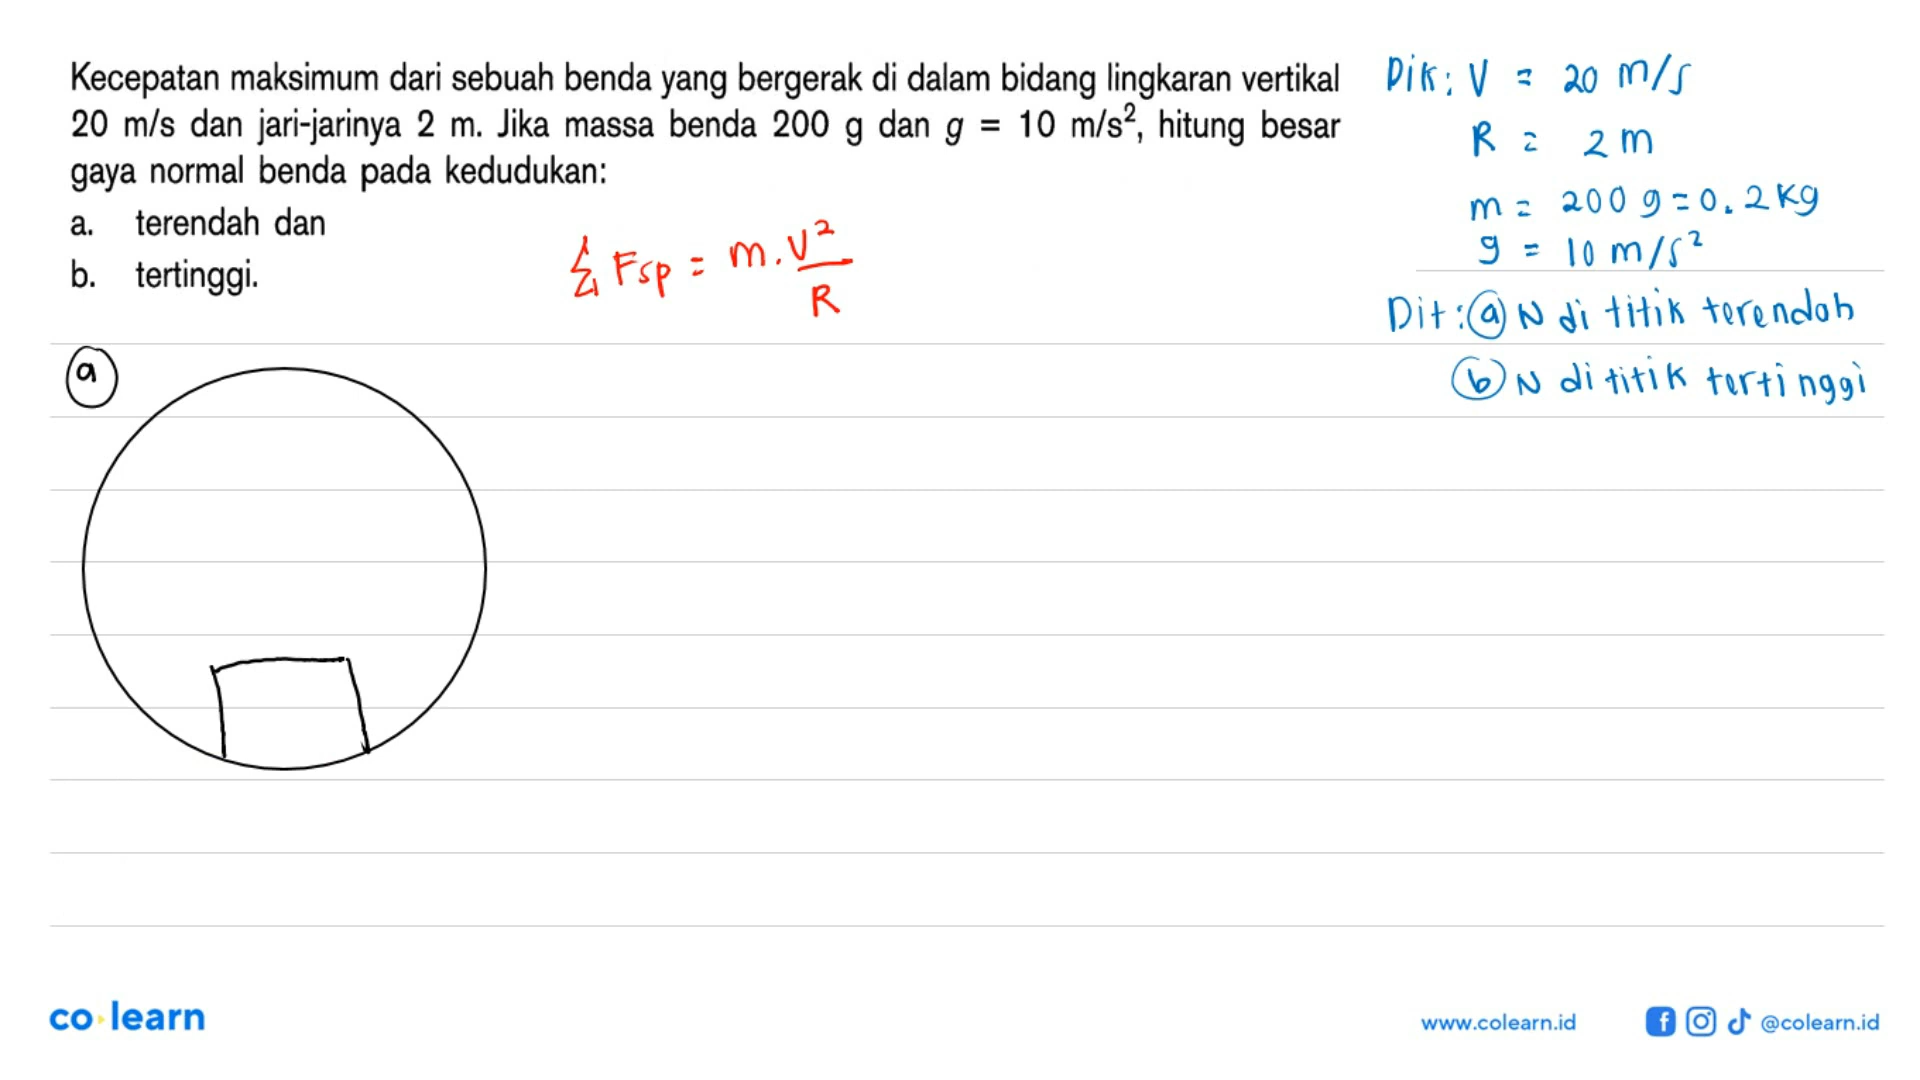 Kecepatan maksimum dari sebuah benda yang bergerak di dalam bidang lingkaran vertikal
20 m/s dan jari-jarinya 2 m. Jika massa benda 200 g dan g = 10 m/s², hitung besar
gaya normal benda pada kedudukan:
a. terendah dan
b. tertinggi.
Σ Fsp = m. V²/R
Dik: V = 20 m/s
R = 2 m
m = 200 g = 0.2 kg
g = 10 m/s²
Dit: a N di titik terendah
b N di titik tertinggi
a
co learn
www.colearn.id
@colearn.id